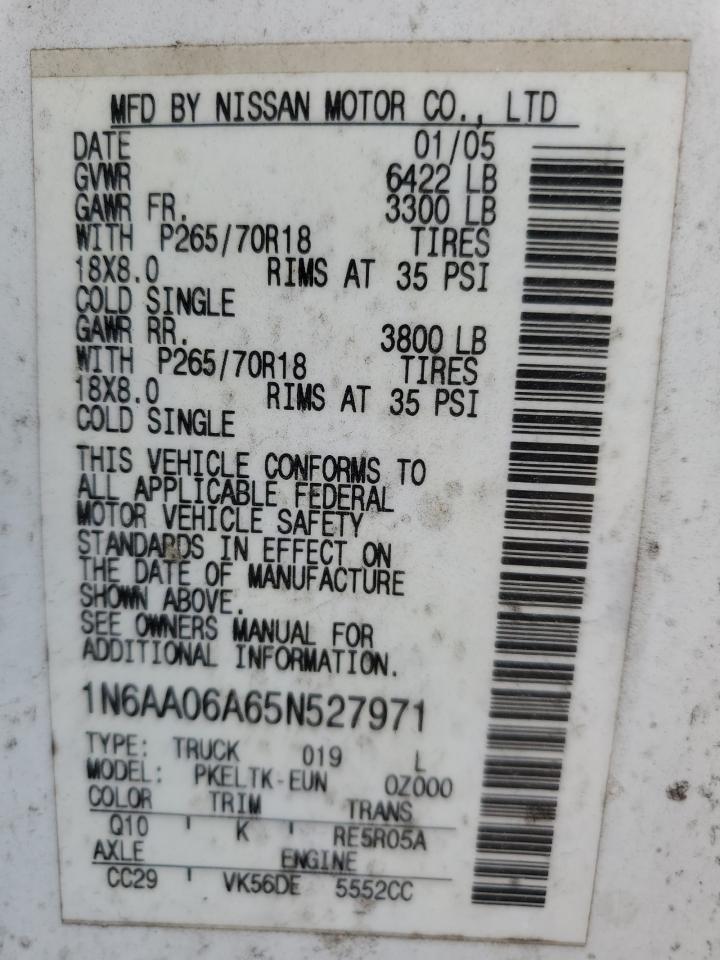 MFD BY NISSAN MOTOR CO., LTD
DATE 01/05
GVWR 6422 LB
GAWR FR. 3300 LB
WITH P265/70R18 TIRES
18X8.0 RIMS AT 35 PSI
COLD SINGLE
GAWR RR. 3800 LB
WITH P265/70R18 TIRES
18X8.0 RIMS AT 35 PSI
COLD SINGLE
THIS VEHICLE CONFORMS TO
ALL APPLICABLE FEDERAL
MOTOR VEHICLE SAFETY
STANDARDS IN EFFECT ON
THE DATE OF MANUFACTURE
SHOWN ABOVE.
SEE OWNERS MANUAL FOR
ADDITIONAL INFORMATION.
1N6AA06A65N527971
TYPE: TRUCK 019 L
MODEL: PKELTK-EUN 0Z000
COLOR TRIM TRANS
Q10 K RE5R05A
AXLE ENGINE
CC29 VK56DE 5552CC